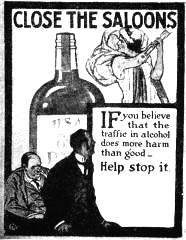 CLOSE THE SALOONS
IF you believe
that the
traffic in alcohol
does more harm
than good—
Help stop it.